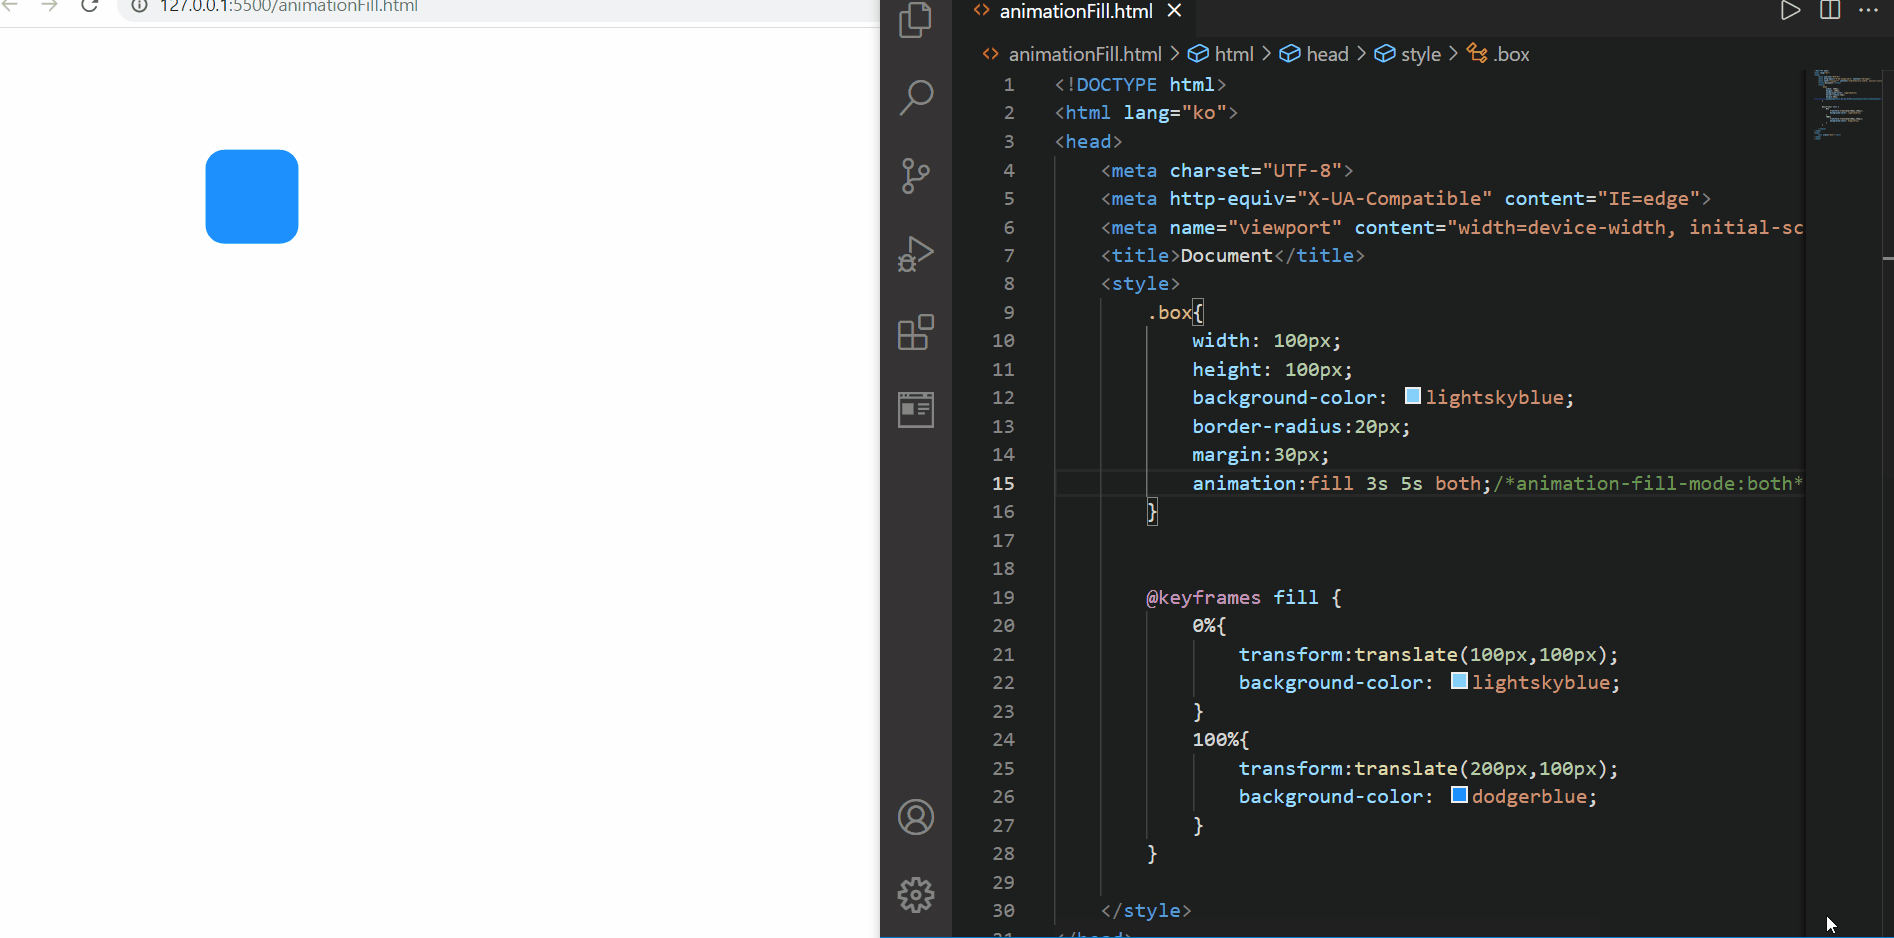 127.0.0.1:5500/animationFill.html
animationFill.html
animationFill.html > html > head > style > .box
1 <!DOCTYPE html>
2 <html lang="ko">
3 <head>
4 <meta charset="UTF-8">
5 <meta http-equiv="X-UA-Compatible" content="IE=edge">
6 <meta name="viewport" content="width=device-width, initial-sc
7 <title>Document</title>
8 <style>
9 .box{
10 width: 100px;
11 height: 100px;
12 background-color: lightskyblue;
13 border-radius:20px;
14 margin:30px;
15 animation:fill 3s 5s both;/*animation-fill-mode:both*
16 }
17
18
19 @keyframes fill {
20 0%{
21 transform:translate(100px,100px);
22 background-color: lightskyblue;
23 }
24 100%{
25 transform:translate(200px,100px);
26 background-color: dodgerblue;
27 }
28 }
29
30 </style>
31 </head>